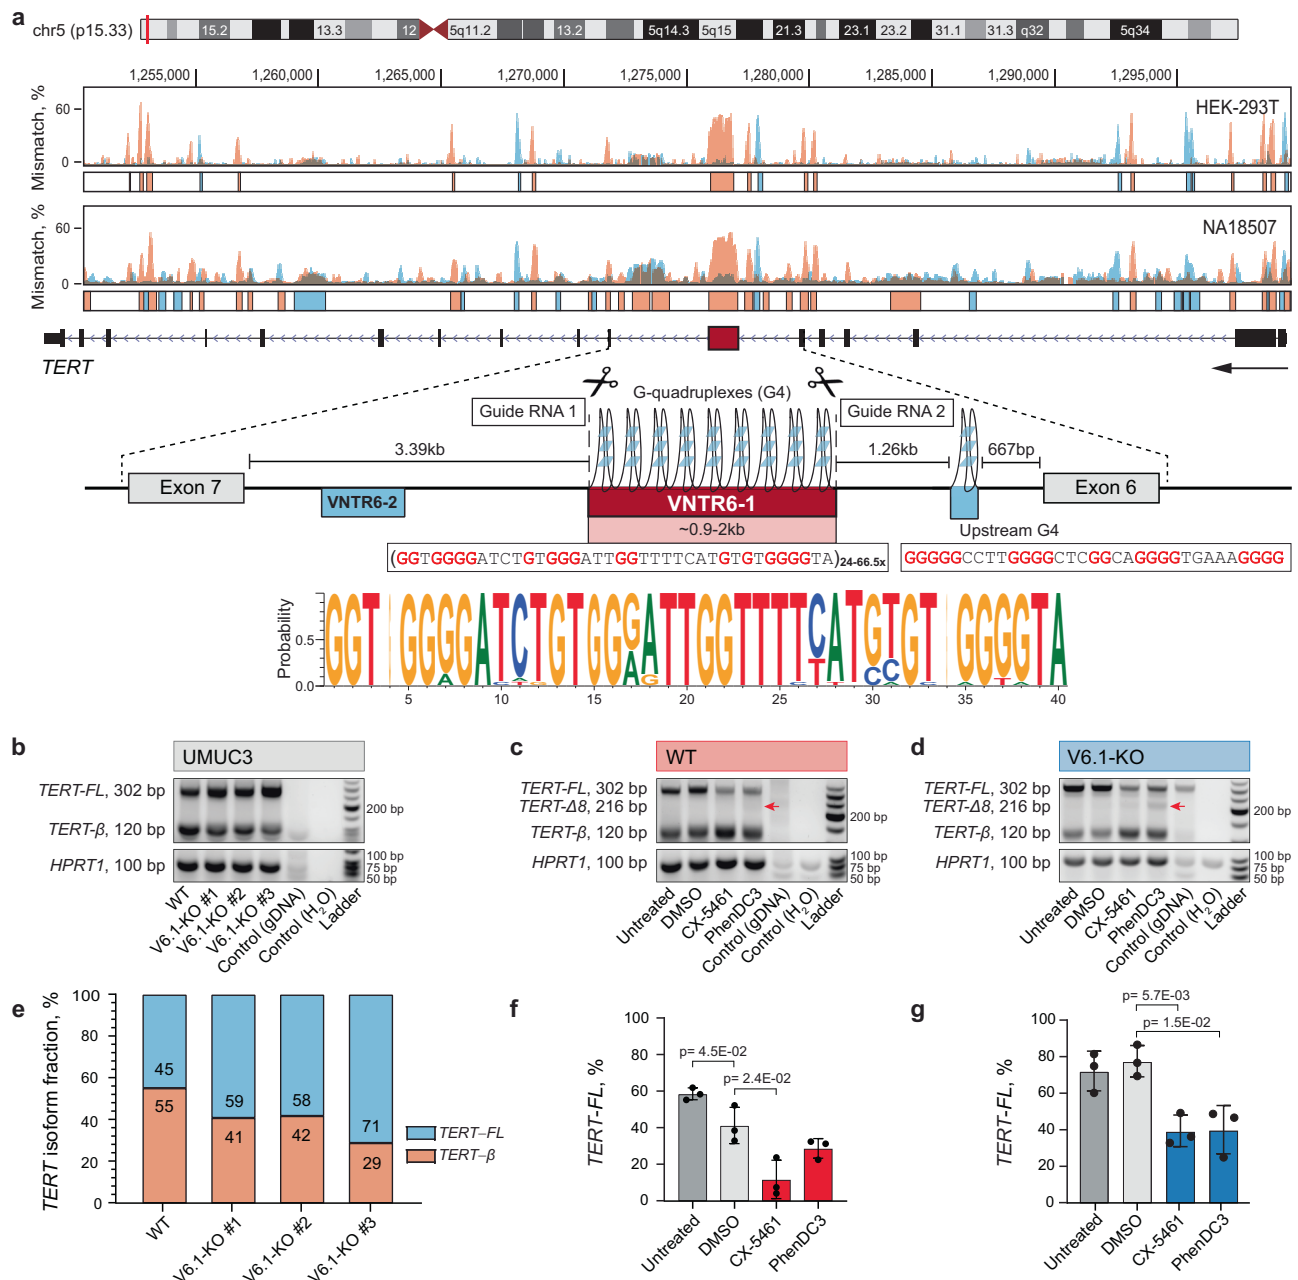 a
chr5 (p15.33)
15.2 13.3 12 5q11.2 13.2 5q14.3 5q15 21.3 23.1 23.2 31.1 31.3 q32 5q34
1,255,000 1,260,000 1,265,000 1,270,000 1,275,000 1,280,000 1,285,000 1,290,000 1,295,000
Mismatch, %
60
0
HEK-293T
Mismatch, %
60
0
NA18507
TERT
G-quadruplexes (G4)
Guide RNA 1
Guide RNA 2
3.39kb
1.26kb
667bp
Exon 7
VNTR6-2
VNTR6-1
Exon 6
~0.9-2kb
Upstream G4
(GGTGGGGATCTGTGGGATTGGTTTTCATGTGTGGGGTA)24-66.5x
GGGGGCCTTGGGGCTCGGCAGGGGTGAAAGGGG
Probability
0.5
0.0
5 10 15 20 25 30 35 40
b
UMUC3
TERT-FL, 302 bp
TERT-β, 120 bp
HPRT1, 100 bp
200 bp
100 bp
75 bp
50 bp
WT
V6.1-KO #1
V6.1-KO #2
V6.1-KO #3
Control (gDNA)
Control (H2O)
Ladder
c
WT
TERT-FL, 302 bp
TERT-Δ8, 216 bp
TERT-β, 120 bp
HPRT1, 100 bp
200 bp
100 bp
75 bp
50 bp
Untreated
DMSO
CX-5461
PhenDC3
Control (gDNA)
Control (H2O)
Ladder
d
V6.1-KO
TERT-FL, 302 bp
TERT-Δ8, 216 bp
TERT-β, 120 bp
HPRT1, 100 bp
200 bp
100 bp
75 bp
50 bp
Untreated
DMSO
CX-5461
PhenDC3
Control (gDNA)
Control (H2O)
Ladder
e
TERT isoform fraction, %
100
80
60
40
20
0
45
55
59
41
58
42
71
29
TERT–FL
TERT–β
WT
V6.1-KO #1
V6.1-KO #2
V6.1-KO #3
f
TERT-FL, %
100
80
60
40
20
0
p= 4.5E-02
p= 2.4E-02
Untreated
DMSO
CX-5461
PhenDC3
g
TERT-FL, %
100
80
60
40
20
0
p= 5.7E-03
p= 1.5E-02
Untreated
DMSO
CX-5461
PhenDC3